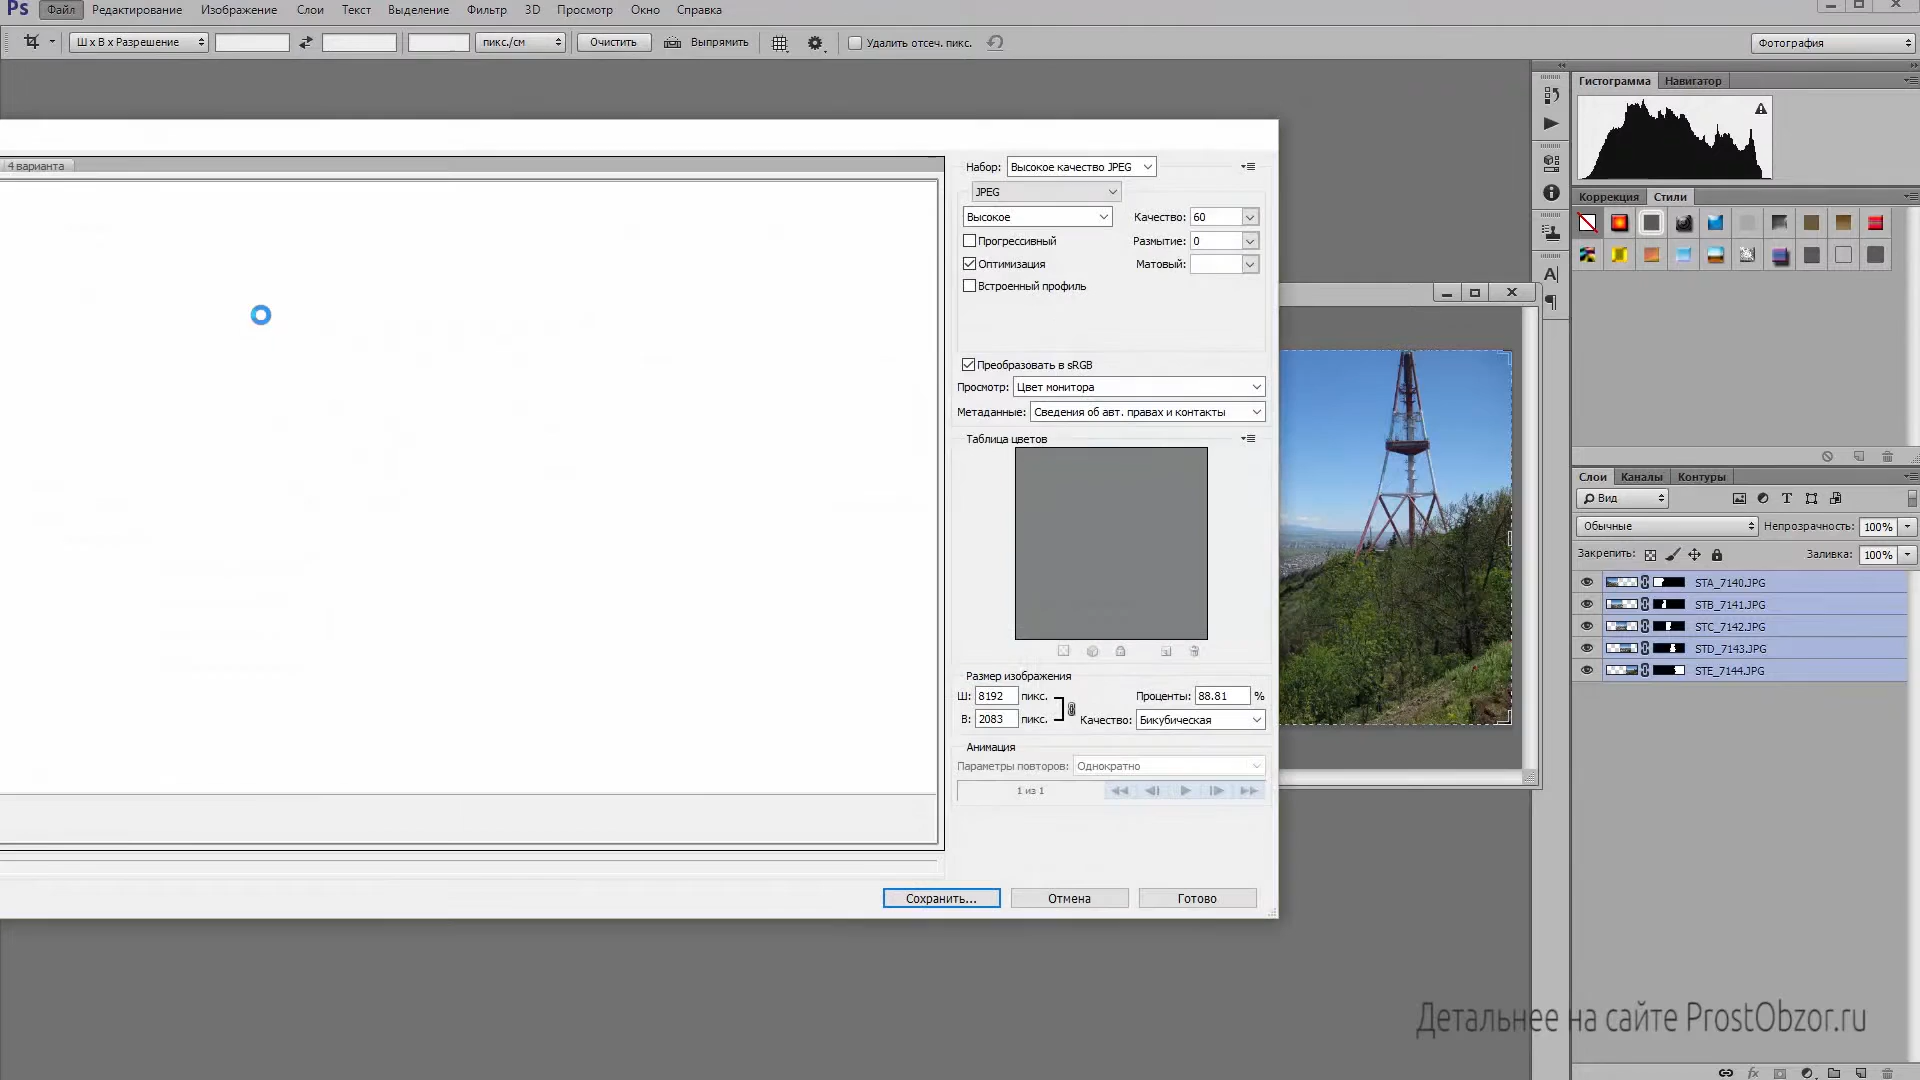 Ps Файл Редактирование Изображение Слои Текст Выделение Фильтр 3D Просмотр Окно Справка
Ш x В x Разрешение пикс./см Очистить Выпрямить Удалить отсеч. пикс. Фотография
Гистограмма Навигатор
4 варианта
Набор: Высокое качество JPEG
JPEG
Высокое Качество: 60
Прогрессивный Размытие: 0
Оптимизация Матовый:
Встроенный профиль
Преобразовать в sRGB
Просмотр: Цвет монитора
Метаданные: Сведения об авт. правах и контакты
Таблица цветов
Размер изображения
Ш: 8192 пикс. Проценты: 88.81 %
В: 2083 пикс. Качество: Бикубическая
Анимация
Параметры повторов: Однократно
1 из 1
Сохранить... Отмена Готово
Коррекция Стили
Слои Каналы Контуры
Вид
Обычные Непрозрачность: 100%
Закрепить: Заливка: 100%
STA_7140.JPG
STB_7141.JPG
STC_7142.JPG
STD_7143.JPG
STE_7144.JPG
Детальнее на сайте ProstObzor.ru